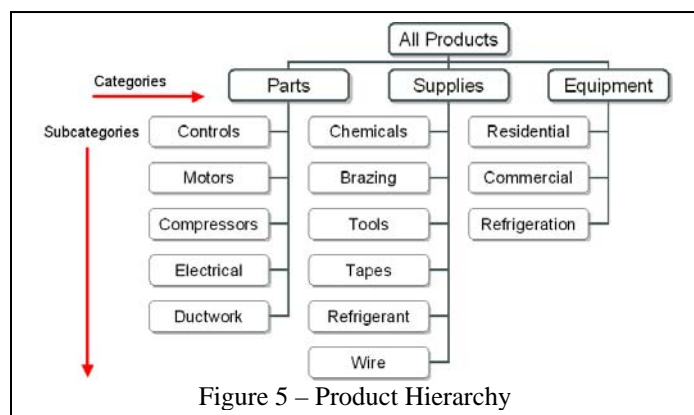 All Products
Categories
Parts
Supplies
Equipment
Subcategories
Controls
Chemicals
Residential
Motors
Brazing
Commercial
Compressors
Tools
Refrigeration
Electrical
Tapes
Ductwork
Refrigerant
Wire
Figure 5 – Product Hierarchy